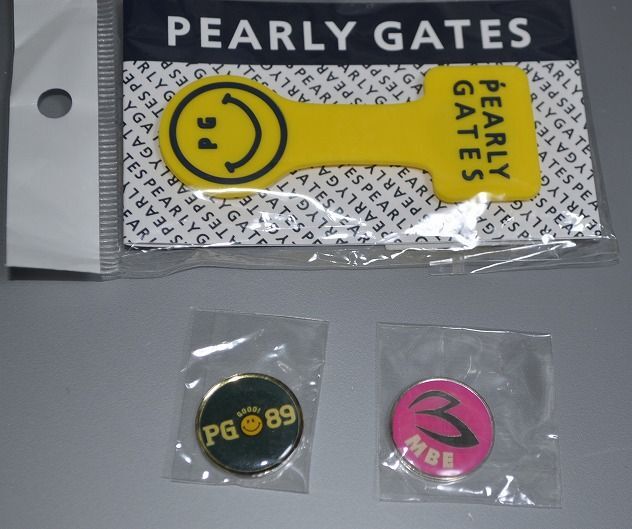 PEARLY GATES
PG
PEARLY
GATES
GOOD!
PG 89
MBE